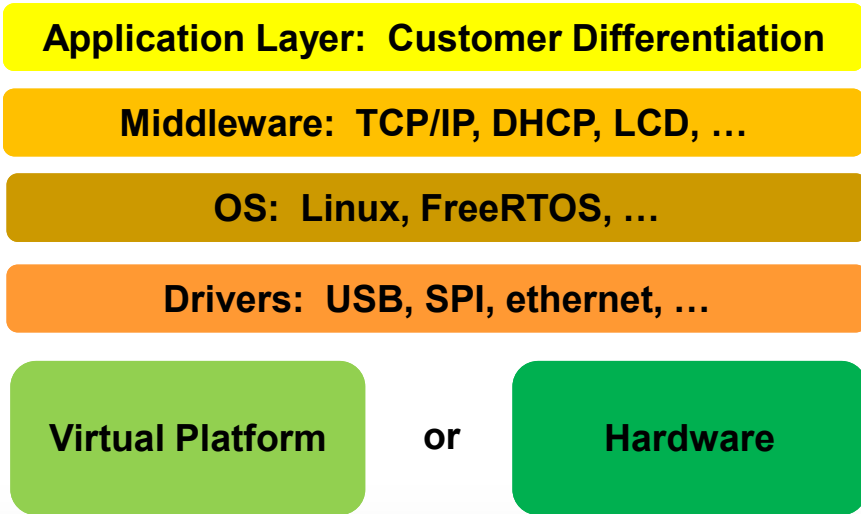 Application Layer:  Customer Differentiation
Middleware:  TCP/IP, DHCP, LCD, …
OS:  Linux, FreeRTOS, …
Drivers:  USB, SPI, ethernet, …
Virtual Platform or Hardware